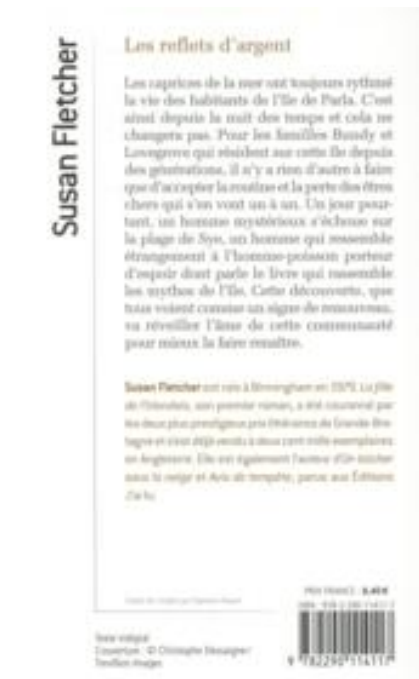 Susan Fletcher
Les reflets d'argent
Les caprices de la mer ont toujours rythmé
la vie des habitants de l'île de Parla. C'est
ainsi depuis la nuit des temps et cela ne
changera pas. Pour les familles Bundy et
Lovegrove qui résident sur cette île depuis
des générations, il n'y a rien d'autre à faire
que d'accepter la routine et la perte des êtres
chers qui s'en vont un à un. Un jour pour-
tant, un homme mystérieux s'échoue sur
la plage de Sye, un homme qui ressemble
étrangement à l'homme-poisson porteur
d'espoir dont parle le livre qui rassemble
les mythes de l'île. Cette découverte, que
tous voient comme un signe de renouveau,
va réveiller l'âme de cette communauté
pour mieux la faire renaître.
Susan Fletcher est née à Birmingham en 1979. La fille
de l'Irlandais, son premier roman, a été couronné par
les deux plus prestigieux prix littéraires de Grande-Bre-
tagne et s'est déjà vendu à deux cent mille exemplaires
en Angleterre. Elle est également l'auteur d'Un bûcher
sous la neige et Avis de tempête, parus aux Éditions
J'ai lu.
PRIX FRANCE :
Texte intégral
Couverture : © Christophe Dessaigne /
Trevillion Images
9 782290 114117